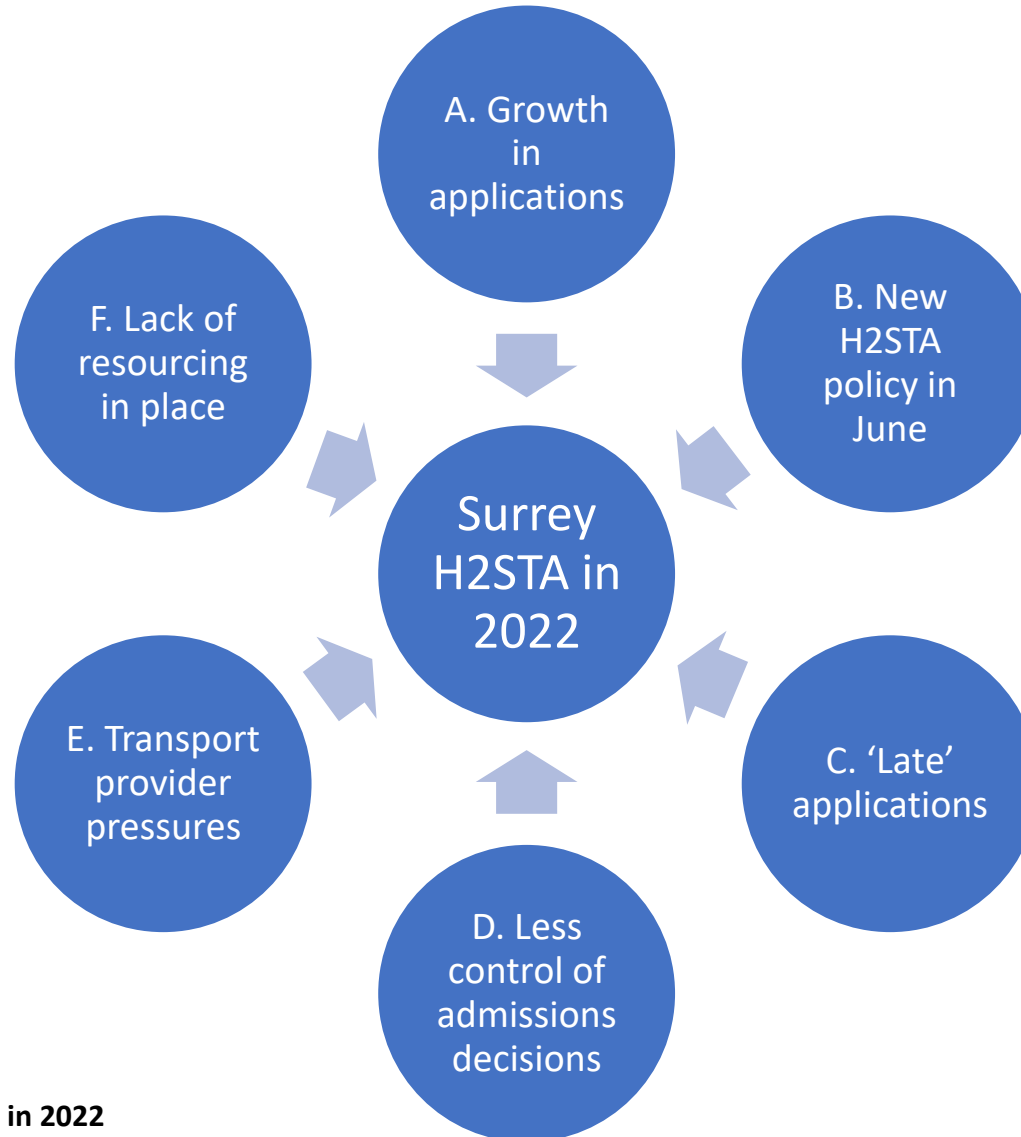 A. Growth
in
applications
B. New
H2STA
policy in
June
C. ‘Late’
applications
D. Less
control of
admissions
decisions
E. Transport
provider
pressures
F. Lack of
resourcing
in place
Surrey
H2STA in
2022
in 2022